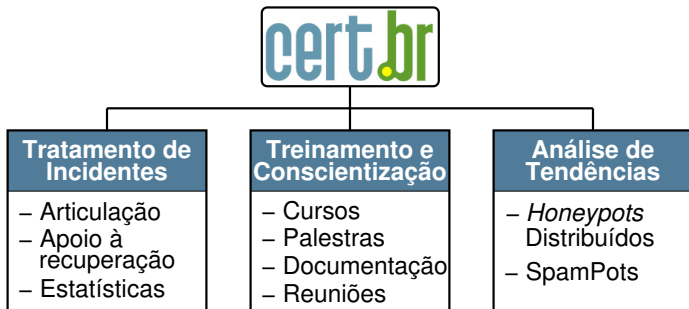 cert.br
Tratamento de
Incidentes
– Articulação
– Apoio à
recuperação
– Estatísticas
Treinamento e
Conscientização
– Cursos
– Palestras
– Documentação
– Reuniões
Análise de
Tendências
– Honeypots
Distribuídos
– SpamPots